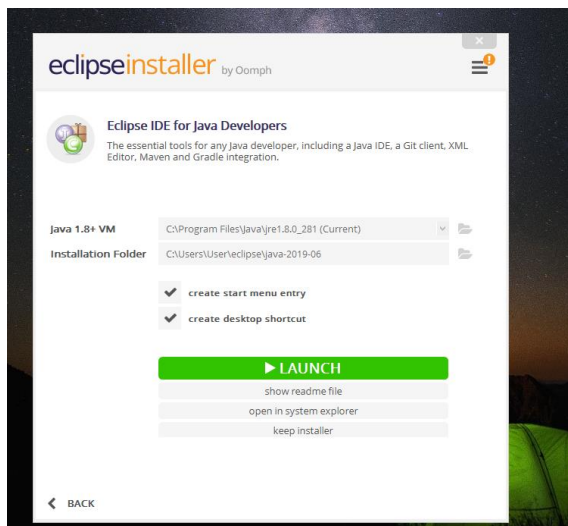 eclipseinstaller by Oomph
Eclipse IDE for Java Developers
The essential tools for any Java developer, including a Java IDE, a Git client, XML
Editor, Maven and Gradle integration.
Java 1.8+ VM C:\Program Files\Java\jre1.8.0_281 (Current)
Installation Folder C:\Users\User\eclipse\java-2019-06
create start menu entry
create desktop shortcut
LAUNCH
show readme file
open in system explorer
keep installer
BACK